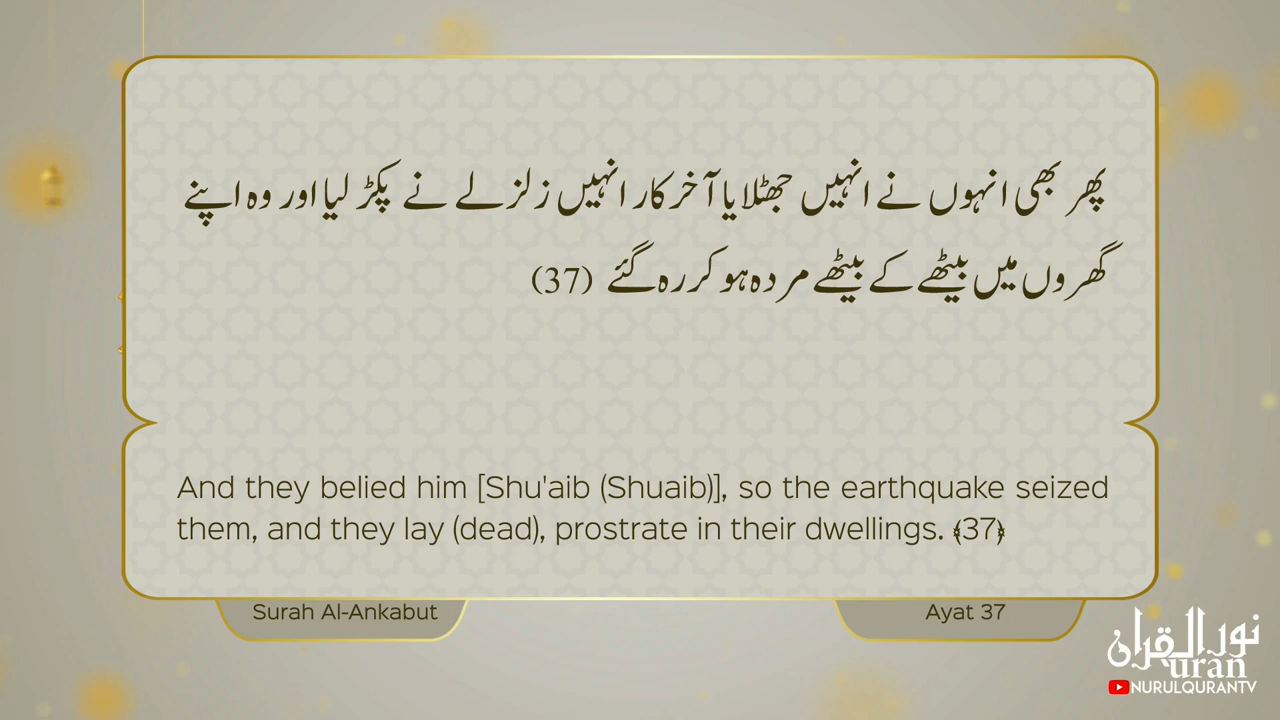 پھر بھی انہوں نے انہیں جھٹلایا آخرکار انہیں زلزلے نے پکڑ لیا اور وہ اپنے
گھروں میں بیٹھے کے بیٹھے مردہ ہو کر رہ گئے (37)
And they belied him [Shu'aib (Shuaib)], so the earthquake seized
them, and they lay (dead), prostrate in their dwellings. ﴾37﴿
Surah Al-Ankabut
Ayat 37
نور القرآن
uran
NURULQURANTV